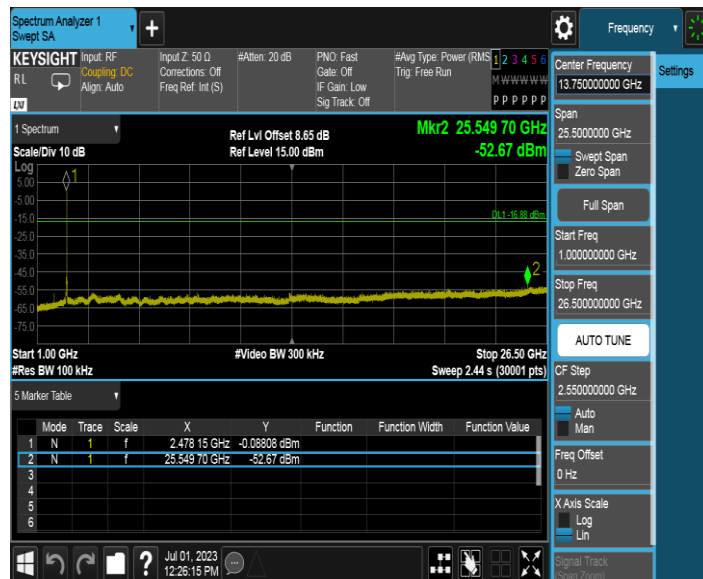 Spectrum Analyzer 1
Swept SA
+
Frequency
KEYSIGHT
RL
LXI
Input: RF
Coupling: DC
Align: Auto
Input Z: 50 Ω
Corrections: Off
Freq Ref: Int (S)
#Atten: 20 dB
PNO: Fast
Gate: Off
IF Gain: Low
Sig Track: Off
#Avg Type: Power (RMS
Trig: Free Run
1 2 3 4 5 6
M W W W W W
P P P P P P
1 Spectrum
Scale/Div 10 dB
Ref Lvl Offset 8.65 dB
Ref Level 15.00 dBm
Mkr2 25.549 70 GHz
-52.67 dBm
Log
5.00
-5.00
-15.0
-25.0
-35.0
-45.0
-55.0
-65.0
-75.0
1
DL1 -16.88 dBm
2
Start 1.00 GHz
#Res BW 100 kHz
#Video BW 300 kHz
Stop 26.50 GHz
Sweep 2.44 s (30001 pts)
5 Marker Table
Mode Trace Scale X Y Function Function Width Function Value
1 N 1 f 2.478 15 GHz -0.08808 dBm
2 N 1 f 25.549 70 GHz -52.67 dBm
3
4
5
6
?
Jul 01, 2023
12:26:15 PM
Center Frequency
13.750000000 GHz
Settings
Span
25.5000000 GHz
Swept Span
Zero Span
Full Span
Start Freq
1.000000000 GHz
Stop Freq
26.500000000 GHz
AUTO TUNE
CF Step
2.550000000 GHz
Auto
Man
Freq Offset
0 Hz
X Axis Scale
Log
Lin
Signal Track
(Span Zoom)